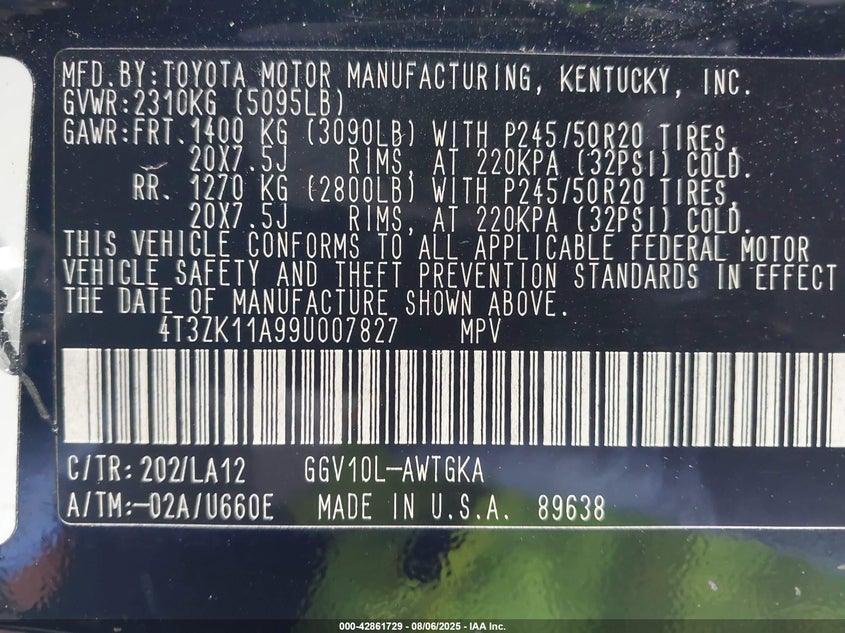 MFD.BY:TOYOTA MOTOR MANUFACTURING, KENTUCKY, INC.
GVWR:2310KG (5095LB)
GAWR:FRT.1400 KG (3090LB) WITH P245/50R20 TIRES,
20X7.5J RIMS, AT 220KPA (32PSI) COLD.
RR. 1270 KG (2800LB) WITH P245/50R20 TIRES,
20X7.5J RIMS, AT 220KPA (32PSI) COLD.
THIS VEHICLE CONFORMS TO ALL APPLICABLE FEDERAL MOTOR
VEHICLE SAFETY AND THEFT PREVENTION STANDARDS IN EFFECT
THE DATE OF MANUFACTURE SHOWN ABOVE.
4T3ZK11A99U007827 MPV
C/TR:202/LA12 GGV10L-AWTGKA
A/TM:-02A/U660E MADE IN U.S.A. 89638
000-42861729 - 08/06/2025 - IAA Inc.